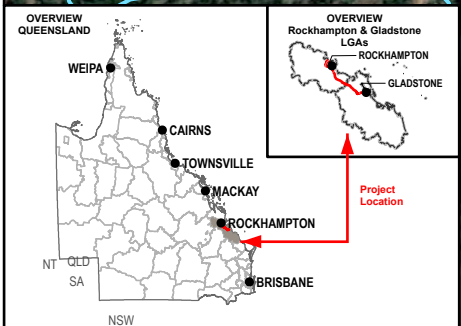 OVERVIEW
QUEENSLAND
WEIPA
CAIRNS
TOWNSVILLE
MACKAY
ROCKHAMPTON
BRISBANE
NT QLD
SA
NSW
OVERVIEW
Rockhampton & Gladstone
LGAs
ROCKHAMPTON
GLADSTONE
Project
Location